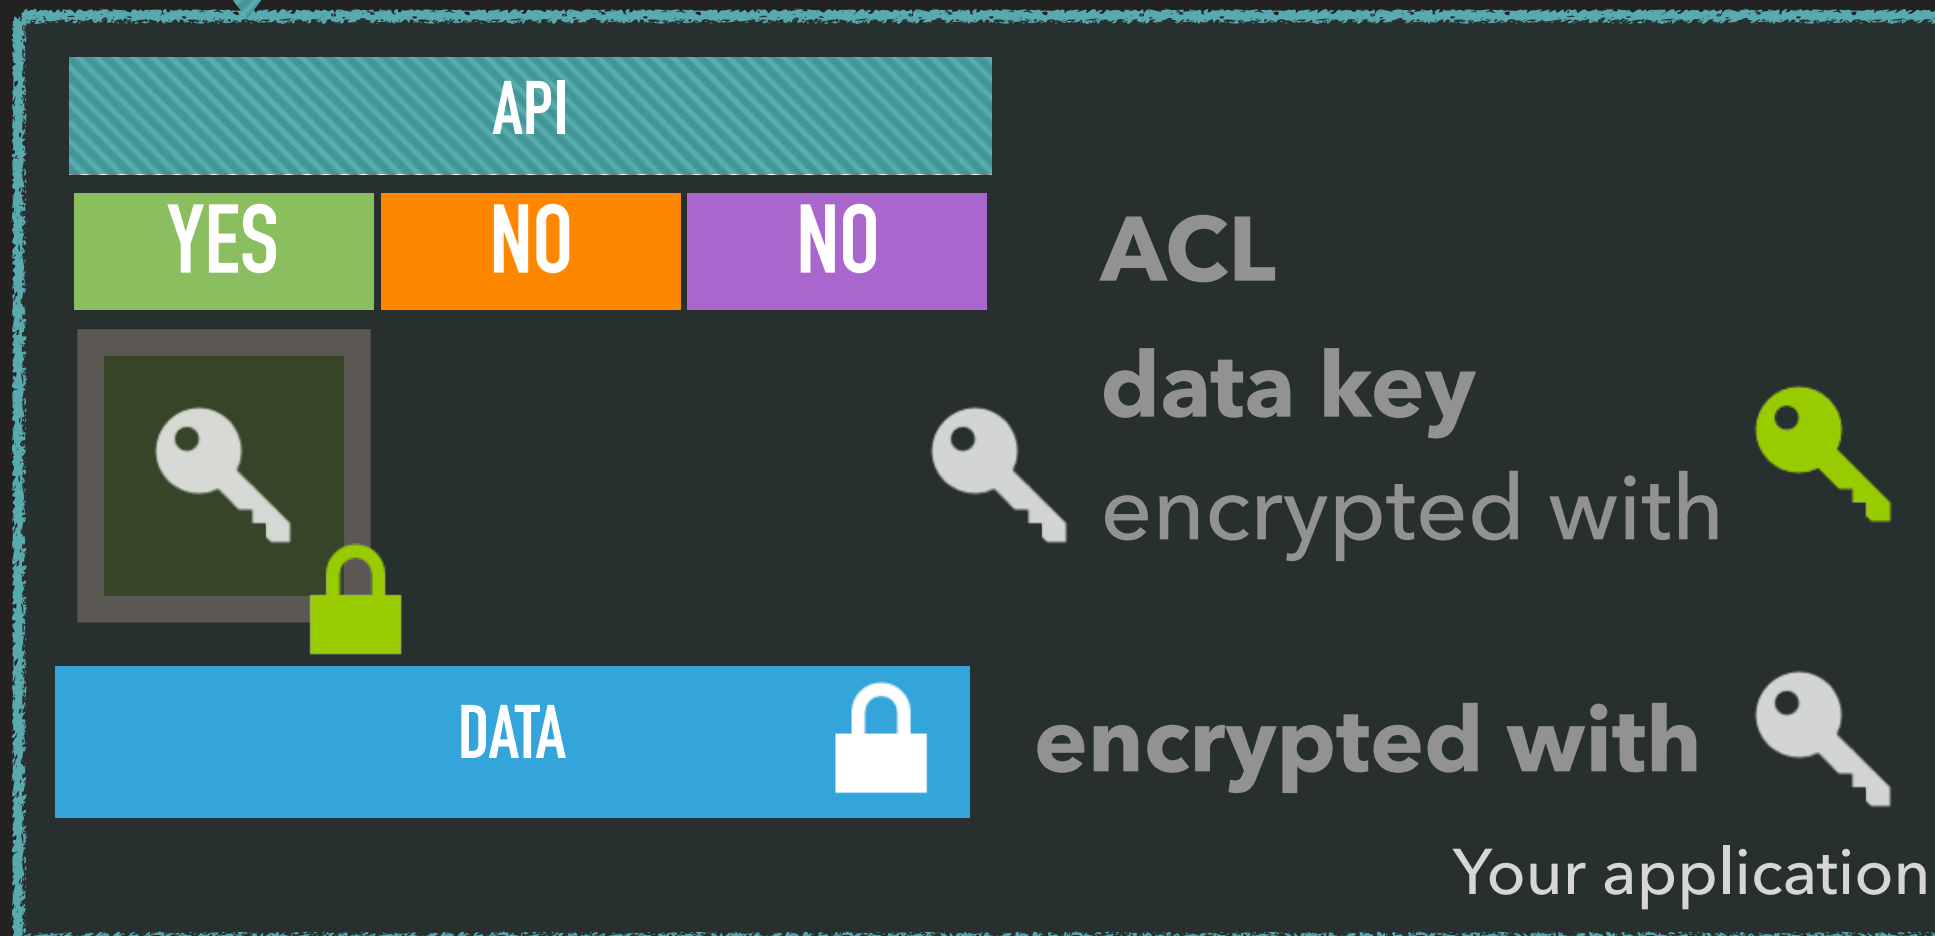 API
YES NO NO
ACL
data key
encrypted with
DATA
encrypted with
Your application